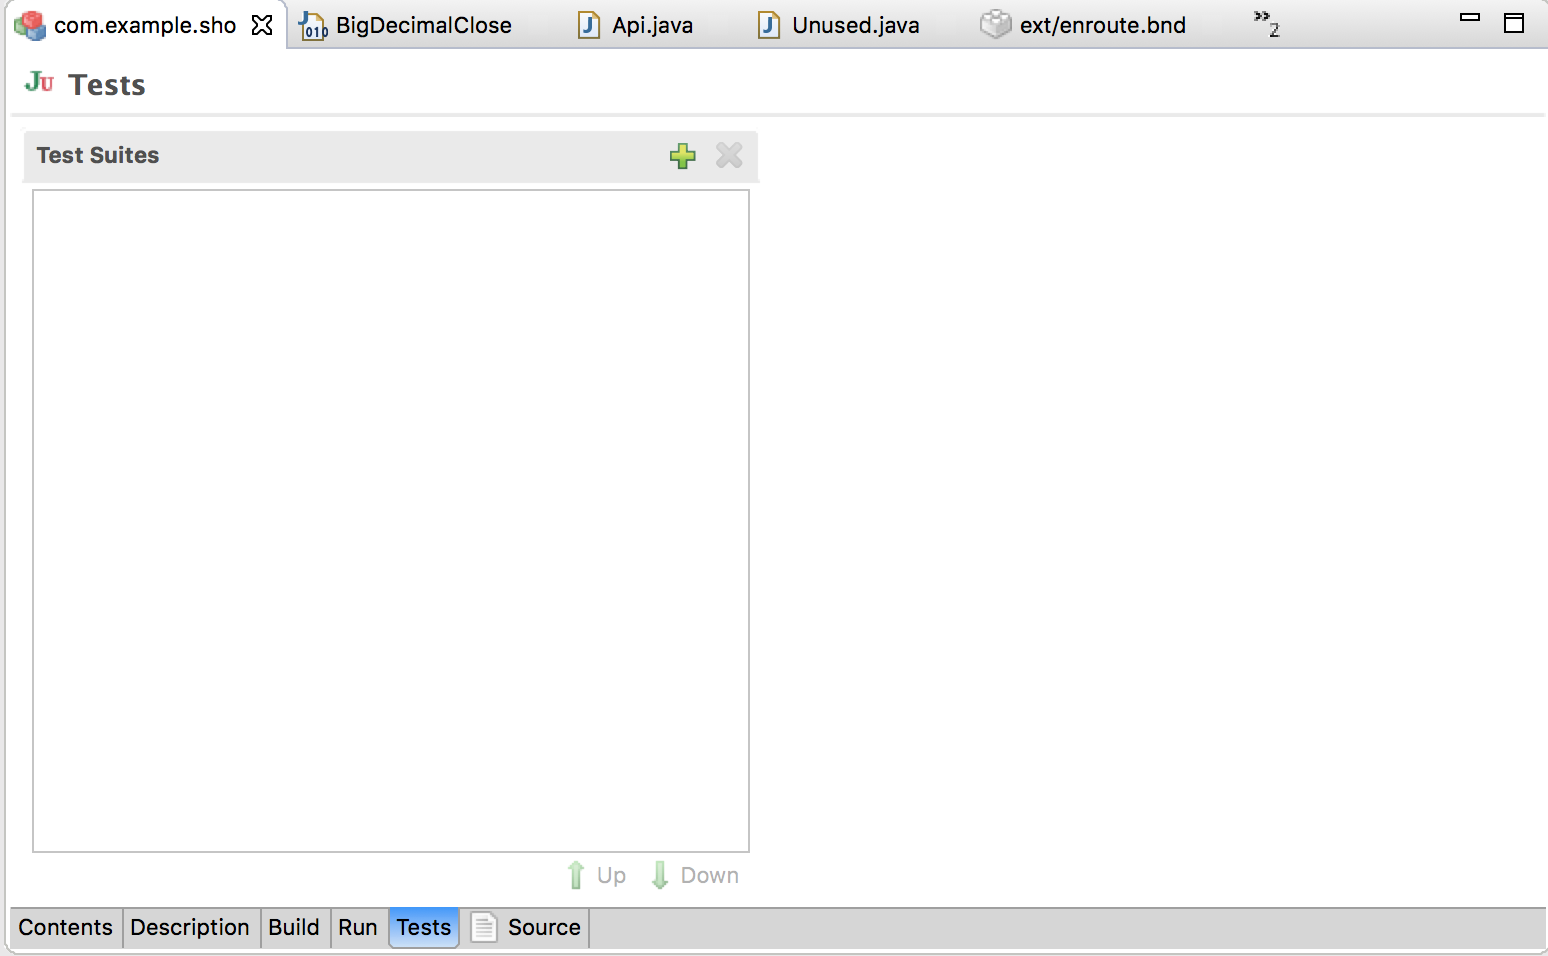 com.example.sho BigDecimalClose Api.java Unused.java ext/enroute.bnd »2
JU Tests
Test Suites
Up Down
Contents Description Build Run Tests Source